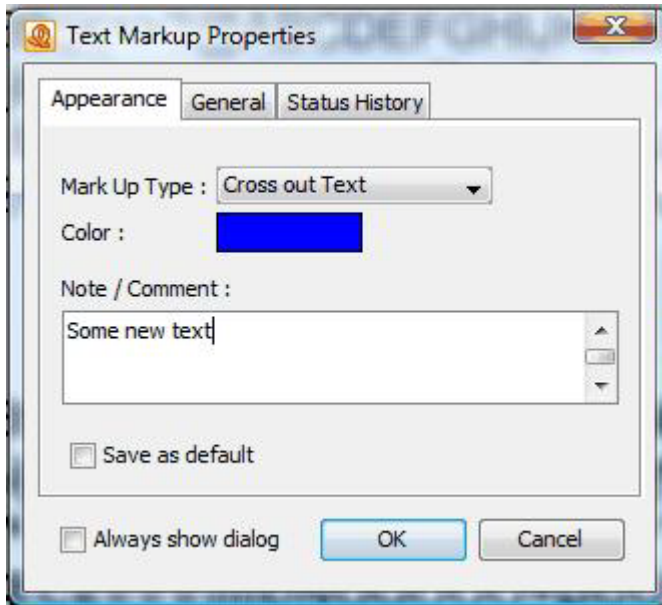 Text Markup Properties
Appearance General Status History
Mark Up Type : Cross out Text
Color :
Note / Comment :
Some new text
Save as default
Always show dialog OK Cancel